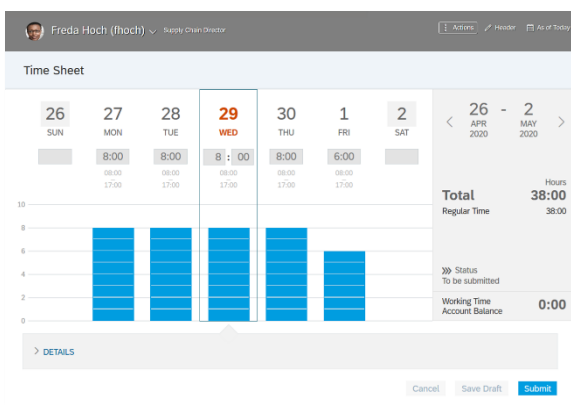 Freda Hoch (fhoch) Supply Chain Director Actions Header As of Today
Time Sheet
26 27 28 29 30 1 2
SUN MON TUE WED THU FRI SAT
8:00 8:00 8 : 00 8:00 6:00
08:00 08:00 08:00 08:00 08:00
17:00 17:00 17:00 17:00 17:00
10
8
6
4
2
0
26 - 2
APR MAY
2020 2020
Hours
Total 38:00
Regular Time 38:00
Status
To be submitted
Working Time
Account Balance 0:00
DETAILS
Cancel Save Draft Submit